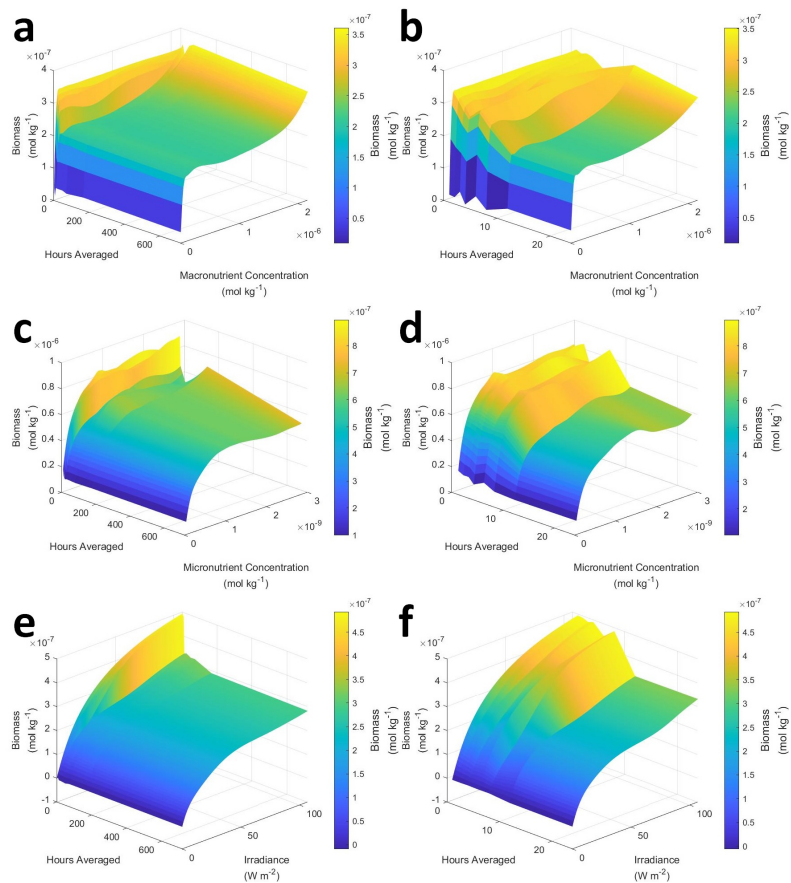 a
×10⁻⁷
4
3
2
1
0
Biomass
(mol kg⁻¹)
0
200
400
600
Hours Averaged
0
1
2
×10⁻⁶
Macronutrient Concentration
(mol kg⁻¹)
×10⁻⁷
3.5
3
2.5
2
1.5
1
0.5
Biomass
(mol kg⁻¹)
b
×10⁻⁷
4
3
2
1
0
Biomass
(mol kg⁻¹)
0
10
20
Hours Averaged
0
1
2
×10⁻⁶
Macronutrient Concentration
(mol kg⁻¹)
×10⁻⁷
3.5
3
2.5
2
1.5
1
0.5
Biomass
(mol kg⁻¹)
c
×10⁻⁶
1
0.8
0.6
0.4
0.2
0
Biomass
(mol kg⁻¹)
0
200
400
600
Hours Averaged
0
1
2
3
×10⁻⁹
Micronutrient Concentration
(mol kg⁻¹)
×10⁻⁷
8
7
6
5
4
3
2
1
Biomass
(mol kg⁻¹)
d
×10⁻⁶
1
0.8
0.6
0.4
0.2
0
Biomass
(mol kg⁻¹)
0
10
20
Hours Averaged
0
1
2
3
×10⁻⁹
Micronutrient Concentration
(mol kg⁻¹)
×10⁻⁷
8
7
6
5
4
3
2
Biomass
(mol kg⁻¹)
e
×10⁻⁷
5
4
3
2
1
0
-1
Biomass
(mol kg⁻¹)
0
200
400
600
Hours Averaged
0
50
100
Irradiance
(W m⁻²)
×10⁻⁷
4.5
4
3.5
3
2.5
2
1.5
1
0.5
0
Biomass
(mol kg⁻¹)
f
×10⁻⁷
5
4
3
2
1
0
-1
Biomass
(mol kg⁻¹)
0
10
20
Hours Averaged
0
50
100
Irradiance
(W m⁻²)
×10⁻⁷
4.5
4
3.5
3
2.5
2
1.5
1
0.5
0
Biomass
(mol kg⁻¹)